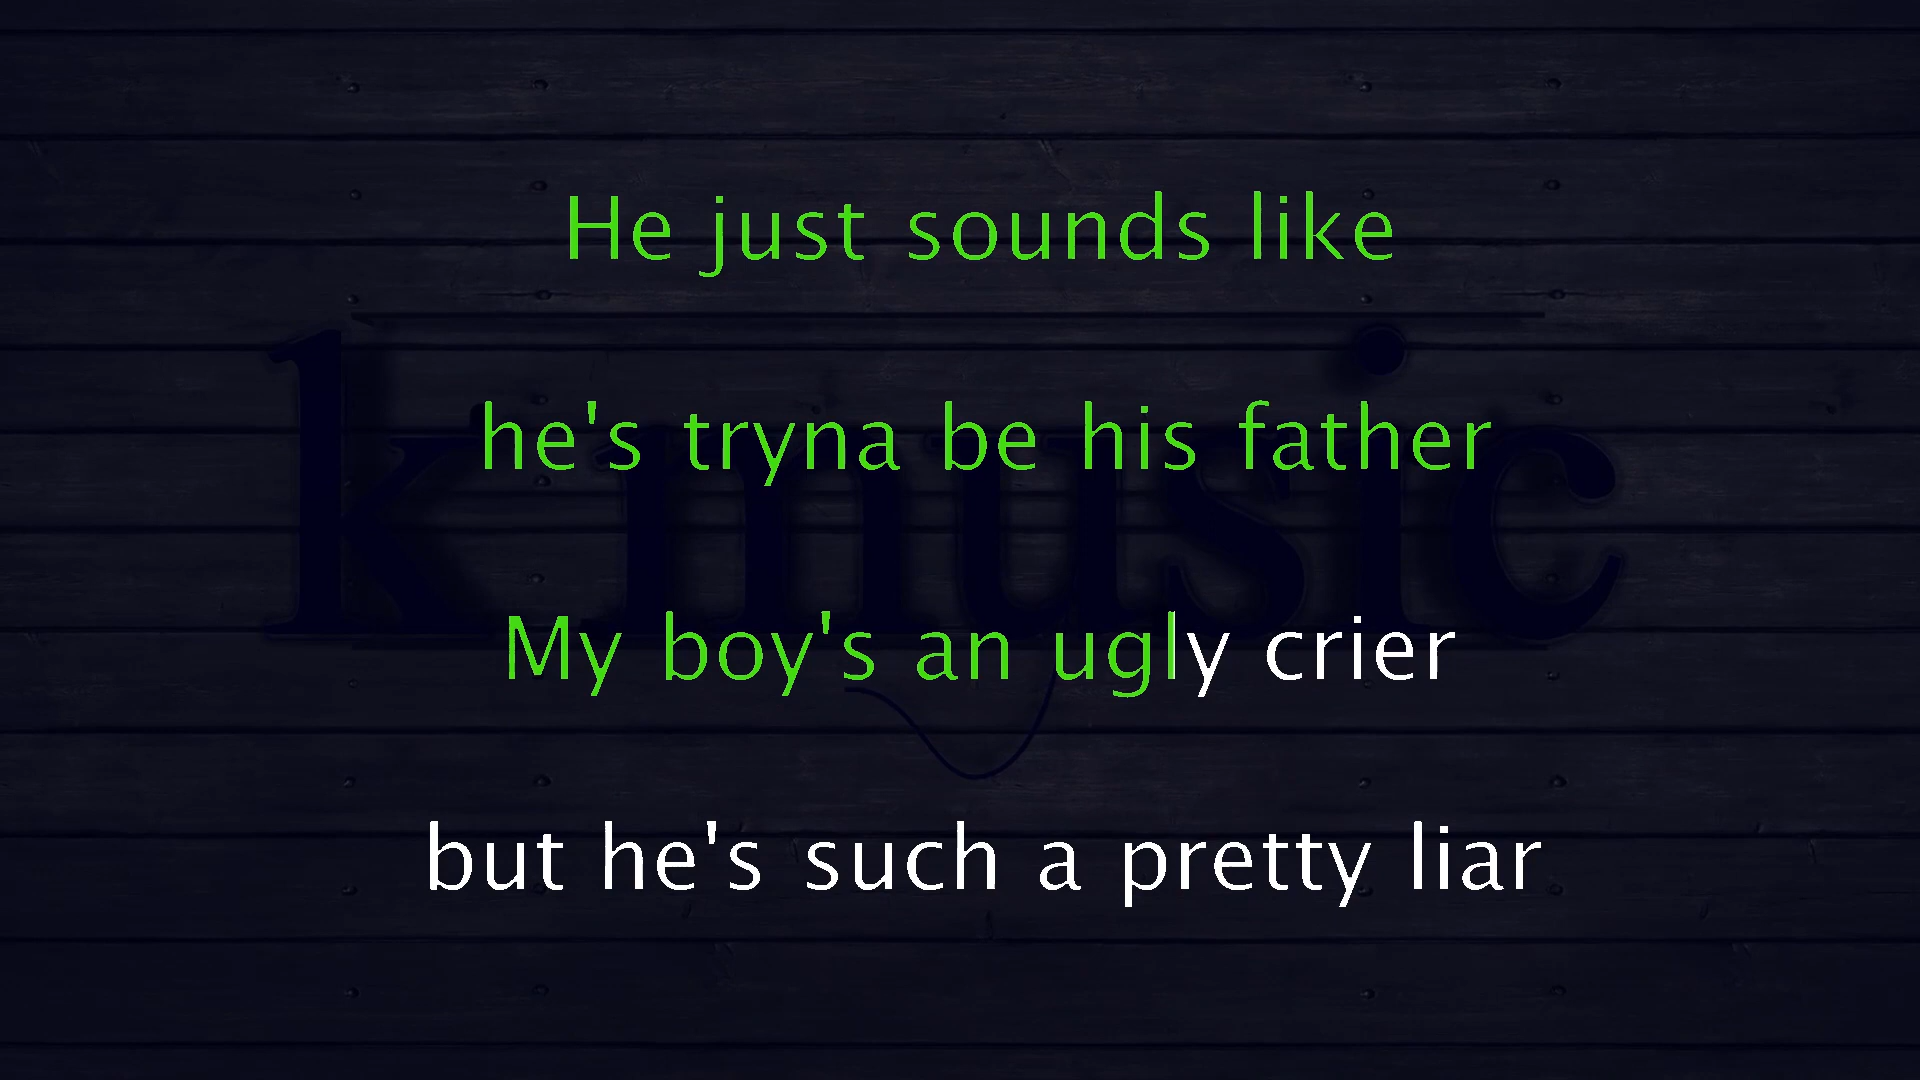 He just sounds like
he's tryna be his father
k music
My boy's an ugly crier
but he's such a pretty liar